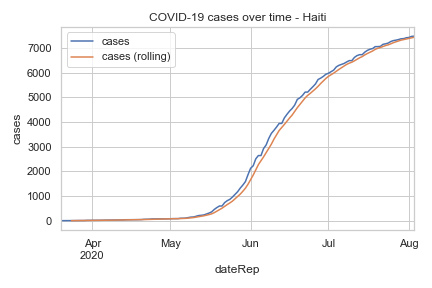 COVID-19 cases over time - Haiti
cases
cases (rolling)
7000
6000
5000
4000
3000
2000
1000
0
cases
Apr
2020
May
Jun
Jul
Aug
dateRep